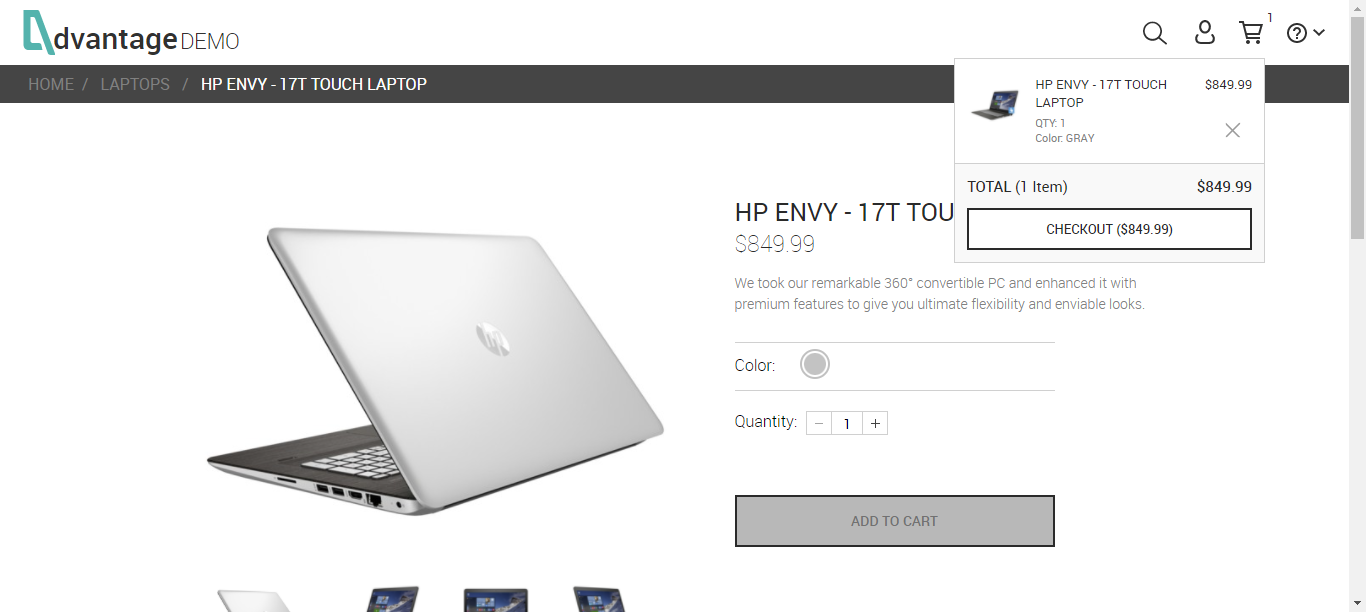 dvantage DEMO
1
HOME / LAPTOPS / HP ENVY - 17T TOUCH LAPTOP
HP ENVY - 17T TOUCH $849.99
LAPTOP
QTY: 1
Color: GRAY
TOTAL (1 Item) $849.99
CHECKOUT ($849.99)
HP ENVY - 17T TOU
$849.99
We took our remarkable 360° convertible PC and enhanced it with
premium features to give you ultimate flexibility and enviable looks.
Color:
Quantity: − 1 +
ADD TO CART
hp